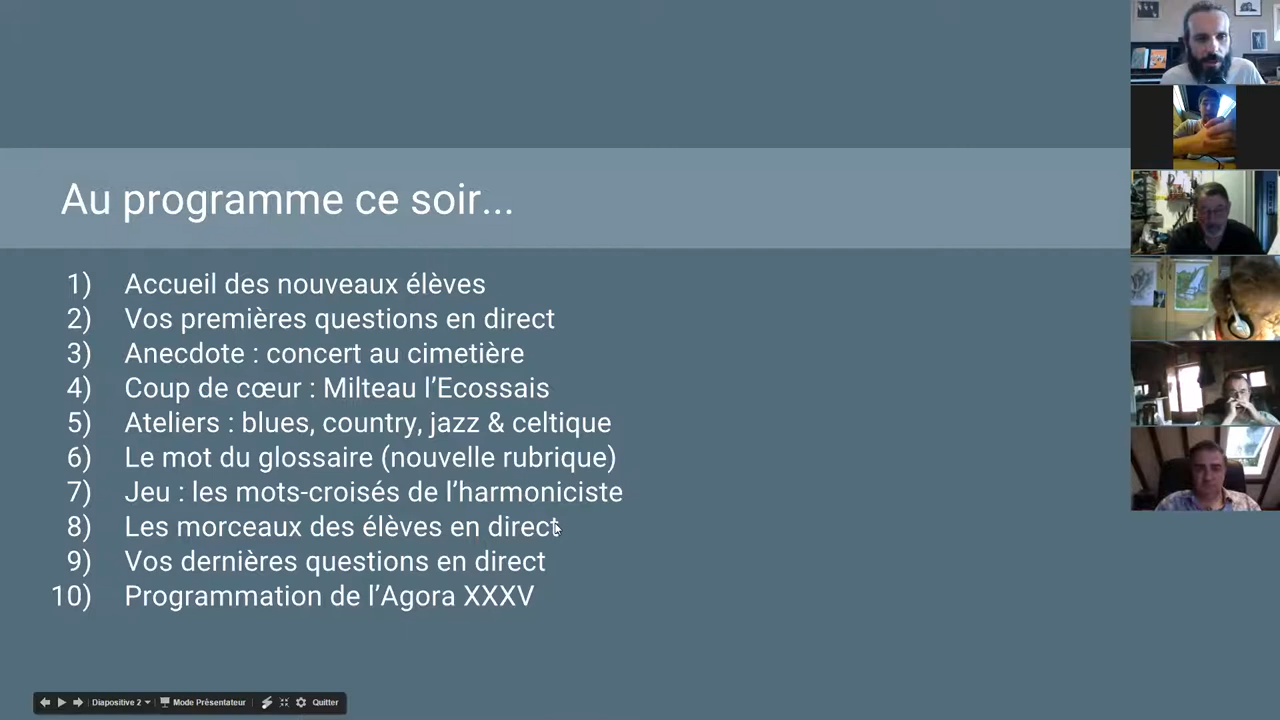 Au programme ce soir...
1) Accueil des nouveaux élèves
2) Vos premières questions en direct
3) Anecdote : concert au cimetière
4) Coup de cœur : Milteau l’Ecossais
5) Ateliers : blues, country, jazz & celtique
6) Le mot du glossaire (nouvelle rubrique)
7) Jeu : les mots-croisés de l’harmoniciste
8) Les morceaux des élèves en direct
9) Vos dernières questions en direct
10) Programmation de l’Agora XXXV
Diapositive 2 Mode Présentateur Quitter